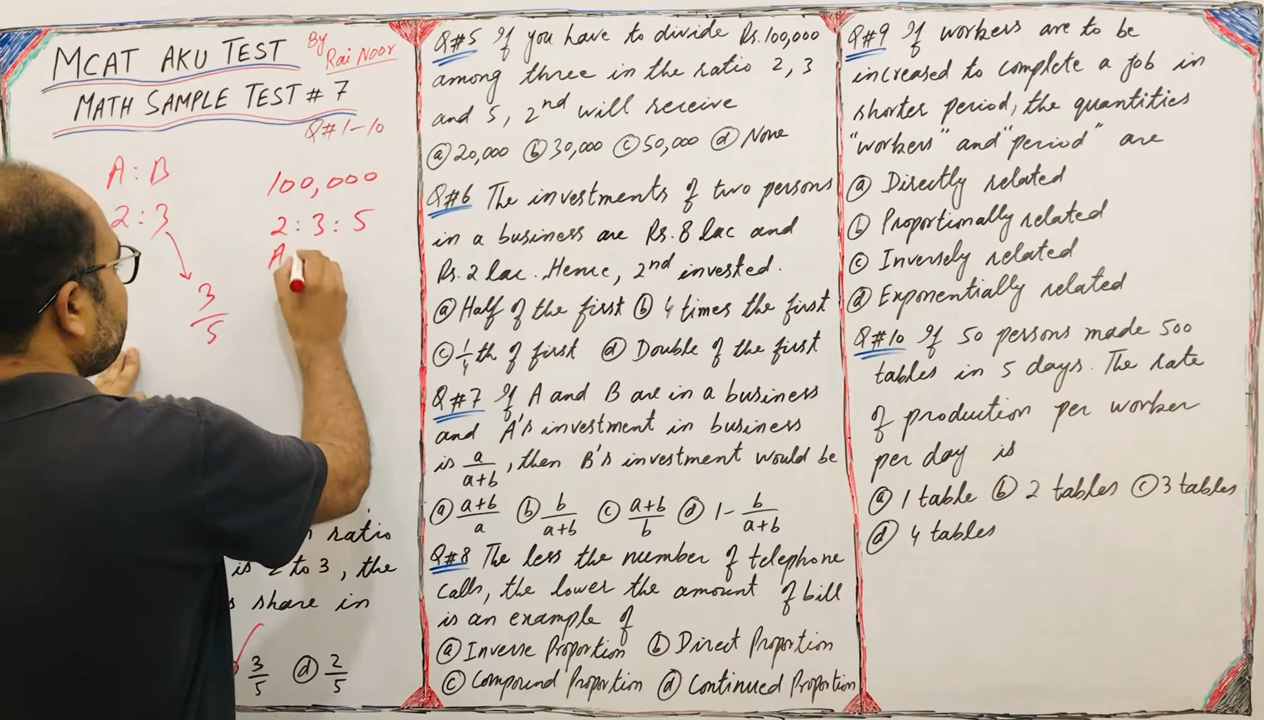 MCAT AKU TEST
By Rai Noor
MATH SAMPLE TEST # 7
Q#1-10
A : B
2 : 3
3/5
100,000
2 : 3 : 5
A
ratio
is 2 to 3, the
share in
3/5 (d) 2/5
Q#5 If you have to divide Rs.100,000
among three in the ratio 2, 3
and 5, 2nd will receive
(a) 20,000 (b) 30,000 (c) 50,000 (d) None
Q#6 The investments of two persons
in a business are Rs. 8 lac and
Rs. 2 lac. Hence, 2nd invested.
(a) Half of the first (b) 4 times the first
(c) 1/4 th of first (d) Double of the first
Q#7 If A and B are in a business
and A's investment in business
is a/(a+b), then B's investment would be
(a) (a+b)/a (b) b/(a+b) (c) (a+b)/b (d) 1 - b/(a+b)
Q#8 The less the number of telephone
calls, the lower the amount of bill
is an example of
(a) Inverse Proportion (b) Direct Proportion
(c) Compound Proportion (d) Continued Proportion
Q#9 If workers are to be
increased to complete a job in
shorter period, the quantities
"workers" and "period" are
(a) Directly related
(b) Proportionally related
(c) Inversely related
(d) Exponentially related
Q#10 If 50 persons made 500
tables in 5 days. The rate
of production per worker
per day is
(a) 1 table (b) 2 tables (c) 3 tables
(d) 4 tables